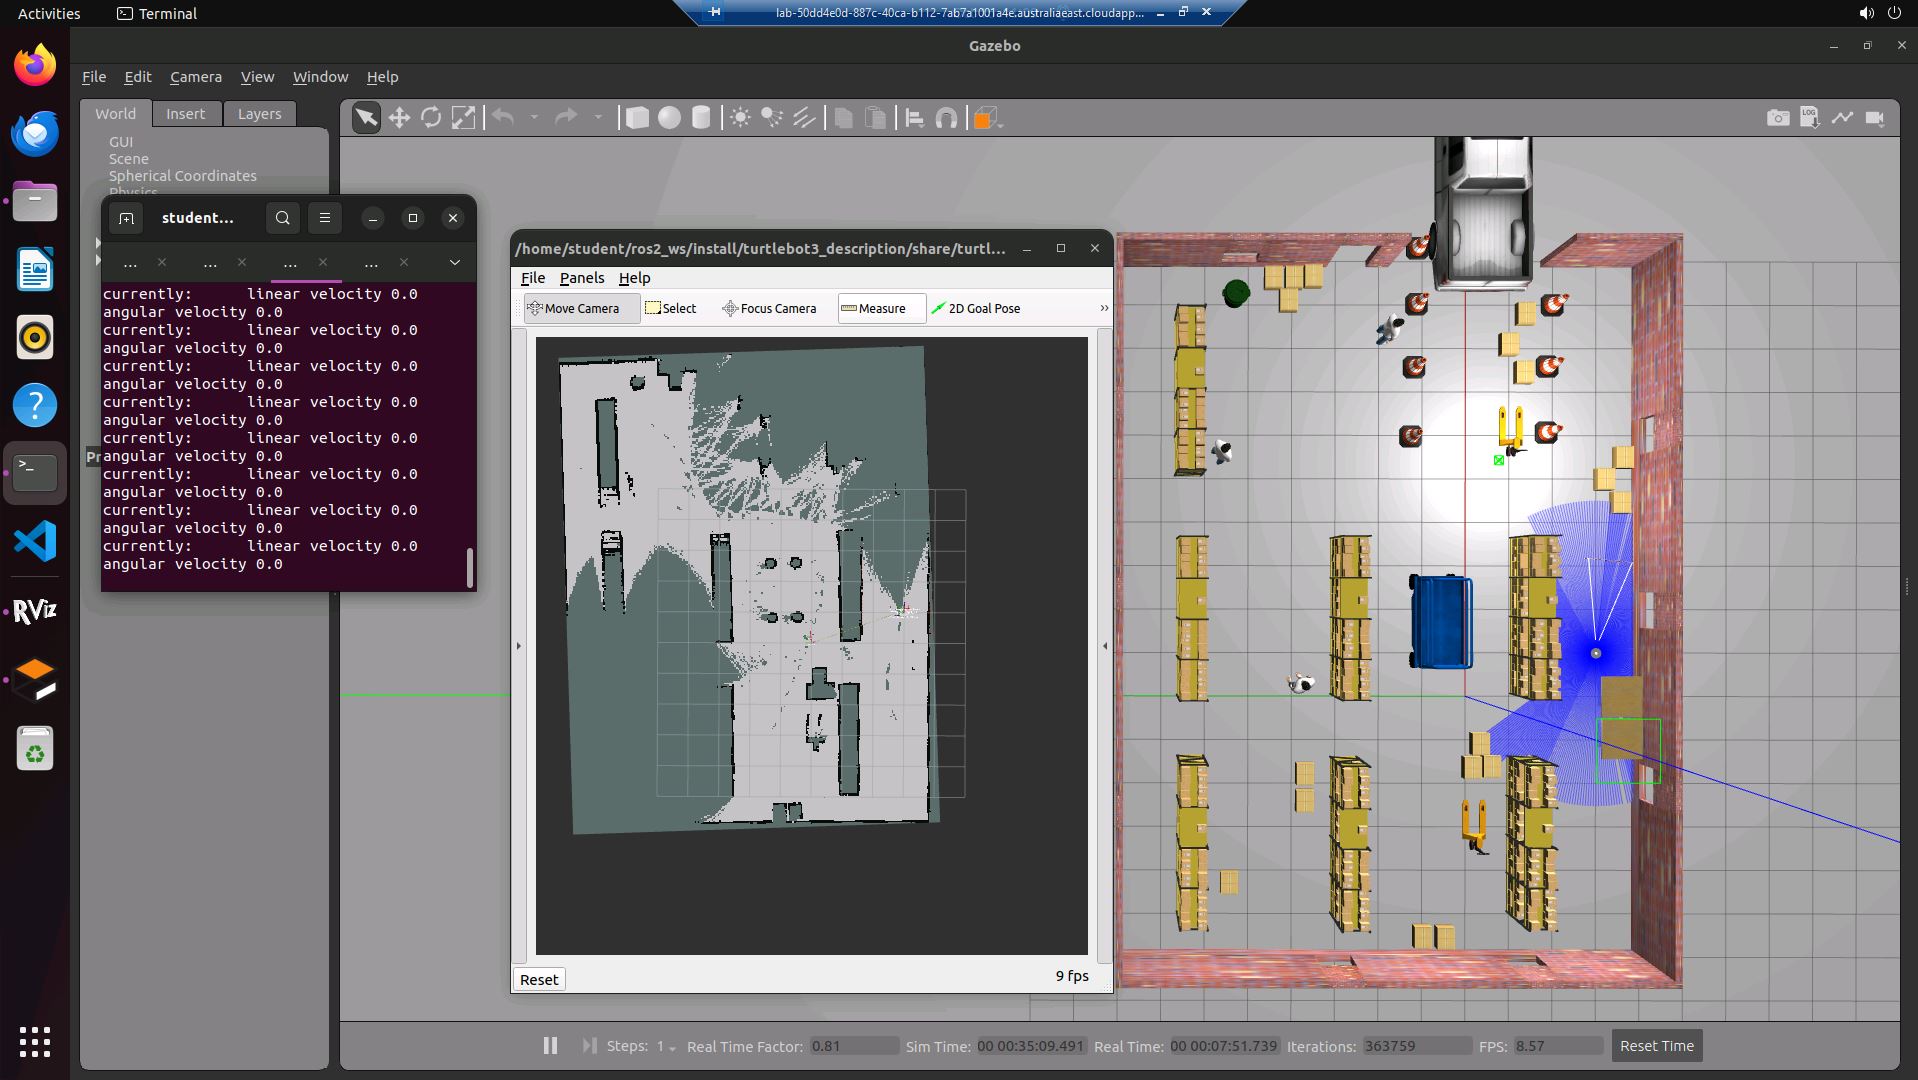 Activities
Terminal
lab-50dd4e0d-887c-40ca-b112-7ab7a1001a4e.australiaeast.cloudapp...
Gazebo
File Edit Camera View Window Help
World Insert Layers
GUI
Scene
Spherical Coordinates
Physics
LOG
student...
... ... ... ...
currently: linear velocity 0.0
angular velocity 0.0
currently: linear velocity 0.0
angular velocity 0.0
currently: linear velocity 0.0
angular velocity 0.0
currently: linear velocity 0.0
angular velocity 0.0
currently: linear velocity 0.0
angular velocity 0.0
currently: linear velocity 0.0
angular velocity 0.0
currently: linear velocity 0.0
angular velocity 0.0
currently: linear velocity 0.0
angular velocity 0.0
Pr
RViz
/home/student/ros2_ws/install/turtlebot3_description/share/turtl...
File Panels Help
Move Camera Select Focus Camera Measure 2D Goal Pose
Reset
9 fps
Steps: 1 Real Time Factor: 0.81 Sim Time: 00 00:35:09.491 Real Time: 00 00:07:51.739 Iterations: 363759 FPS: 8.57 Reset Time